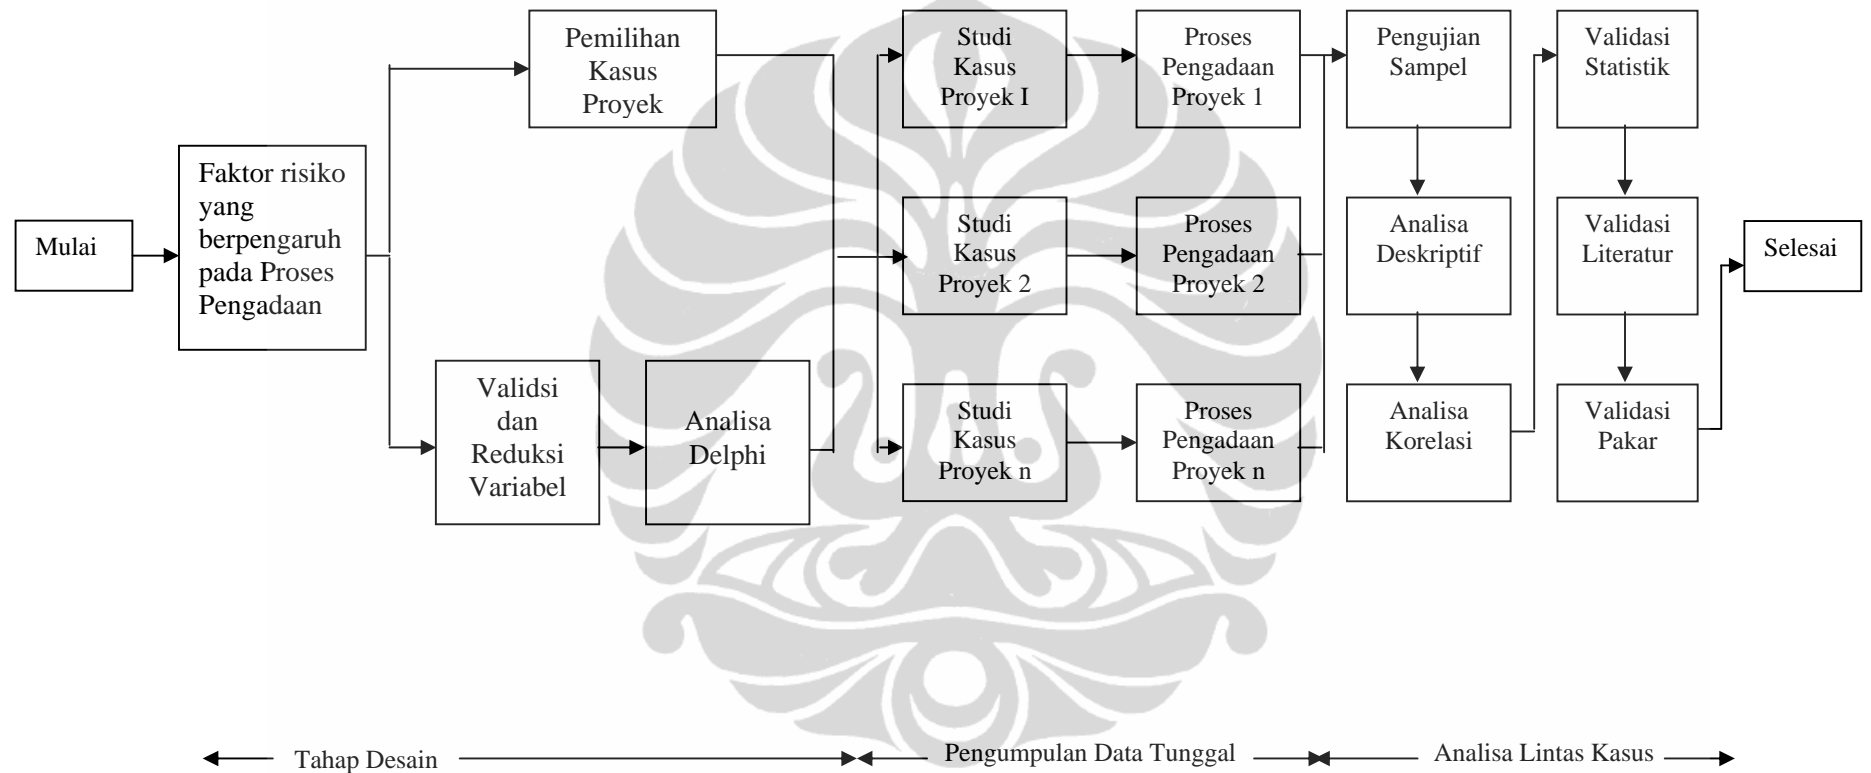 Mulai
Faktor risiko
yang
berpengaruh
pada Proses
Pengadaan
Pemilihan
Kasus
Proyek
Validsi
dan
Reduksi
Variabel
Analisa
Delphi
Studi
Kasus
Proyek I
Studi
Kasus
Proyek 2
Studi
Kasus
Proyek n
Proses
Pengadaan
Proyek 1
Proses
Pengadaan
Proyek 2
Proses
Pengadaan
Proyek n
Pengujian
Sampel
Analisa
Deskriptif
Analisa
Korelasi
Validasi
Statistik
Validasi
Literatur
Validasi
Pakar
Selesai
Tahap Desain
Pengumpulan Data Tunggal
Analisa Lintas Kasus